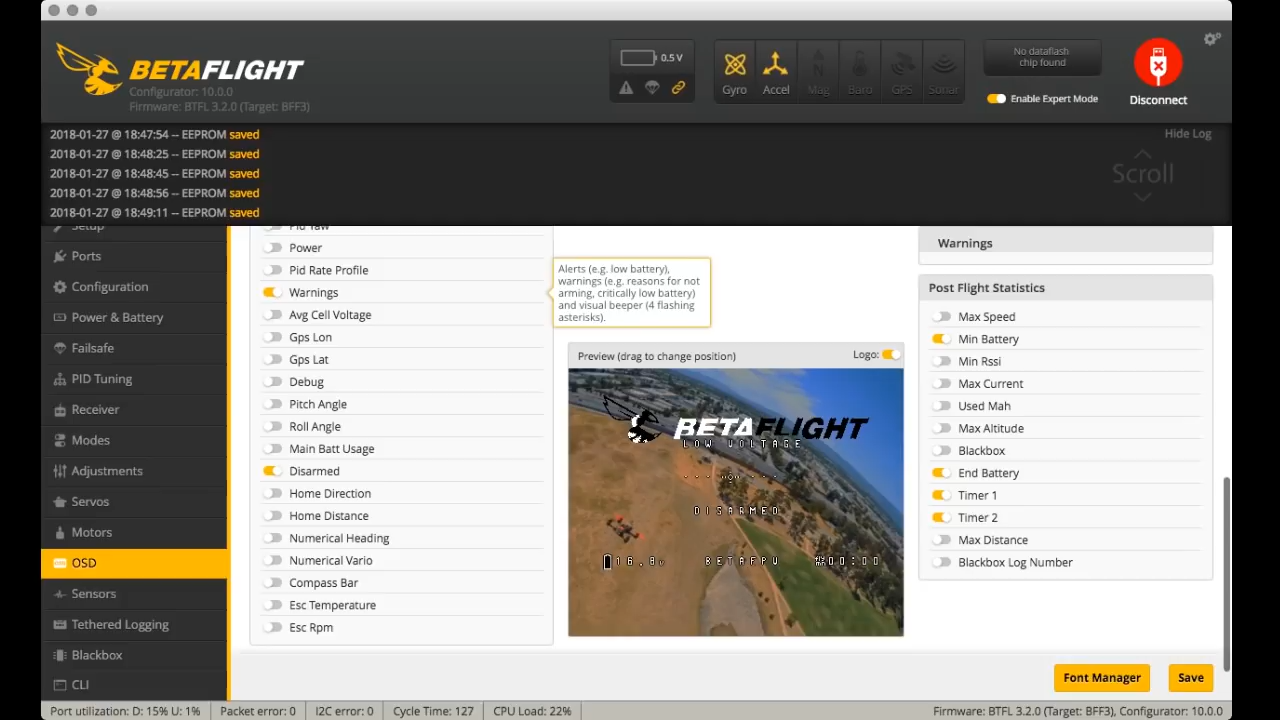 BETAFLIGHT
Configurator: 10.0.0
Firmware: BTFL 3.2.0 (Target: BFF3)
0.5 V
Gyro
Accel
Mag
Baro
GPS
Sonar
No dataflash
chip found
Enable Expert Mode
Disconnect
2018-01-27 @ 18:47:54 -- EEPROM saved
2018-01-27 @ 18:48:25 -- EEPROM saved
2018-01-27 @ 18:48:45 -- EEPROM saved
2018-01-27 @ 18:48:56 -- EEPROM saved
2018-01-27 @ 18:49:11 -- EEPROM saved
Hide Log
Scroll
Setup
Ports
Configuration
Power & Battery
Failsafe
PID Tuning
Receiver
Modes
Adjustments
Servos
Motors
OSD
Sensors
Tethered Logging
Blackbox
CLI
Pid Yaw
Power
Pid Rate Profile
Warnings
Avg Cell Voltage
Gps Lon
Gps Lat
Debug
Pitch Angle
Roll Angle
Main Batt Usage
Disarmed
Home Direction
Home Distance
Numerical Heading
Numerical Vario
Compass Bar
Esc Temperature
Esc Rpm
Alerts (e.g. low battery),
warnings (e.g. reasons for not
arming, critically low battery)
and visual beeper (4 flashing
asterisks).
Preview (drag to change position)
Logo:
BETAFLIGHT
LOW VOLTAGE
DISARMED
16.8v
BETAFPV
00:00
Warnings
Post Flight Statistics
Max Speed
Min Battery
Min Rssi
Max Current
Used Mah
Max Altitude
Blackbox
End Battery
Timer 1
Timer 2
Max Distance
Blackbox Log Number
Font Manager
Save
Port utilization: D: 15% U: 1%
Packet error: 0
I2C error: 0
Cycle Time: 127
CPU Load: 22%
Firmware: BTFL 3.2.0 (Target: BFF3), Configurator: 10.0.0